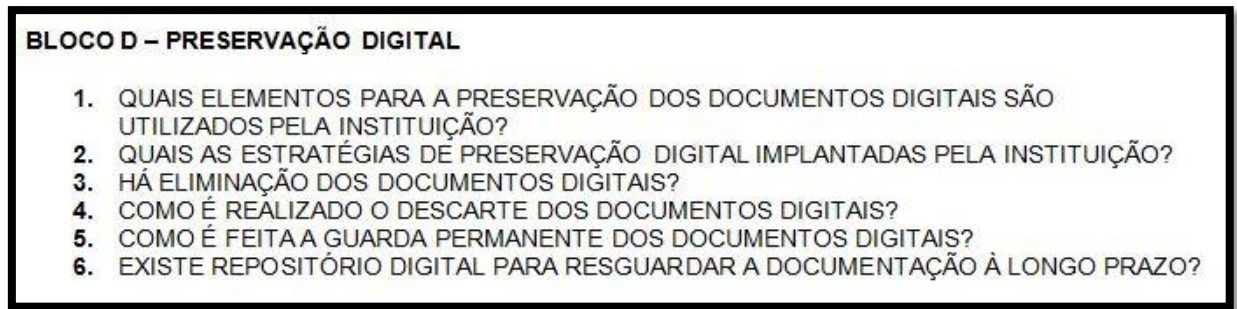 BLOCO D – PRESERVAÇÃO DIGITAL
1. QUAIS ELEMENTOS PARA A PRESERVAÇÃO DOS DOCUMENTOS DIGITAIS SÃO
UTILIZADOS PELA INSTITUIÇÃO?
2. QUAIS AS ESTRATÉGIAS DE PRESERVAÇÃO DIGITAL IMPLANTADAS PELA INSTITUIÇÃO?
3. HÁ ELIMINAÇÃO DOS DOCUMENTOS DIGITAIS?
4. COMO É REALIZADO O DESCARTE DOS DOCUMENTOS DIGITAIS?
5. COMO É FEITA A GUARDA PERMANENTE DOS DOCUMENTOS DIGITAIS?
6. EXISTE REPOSITÓRIO DIGITAL PARA RESGUARDAR A DOCUMENTAÇÃO À LONGO PRAZO?